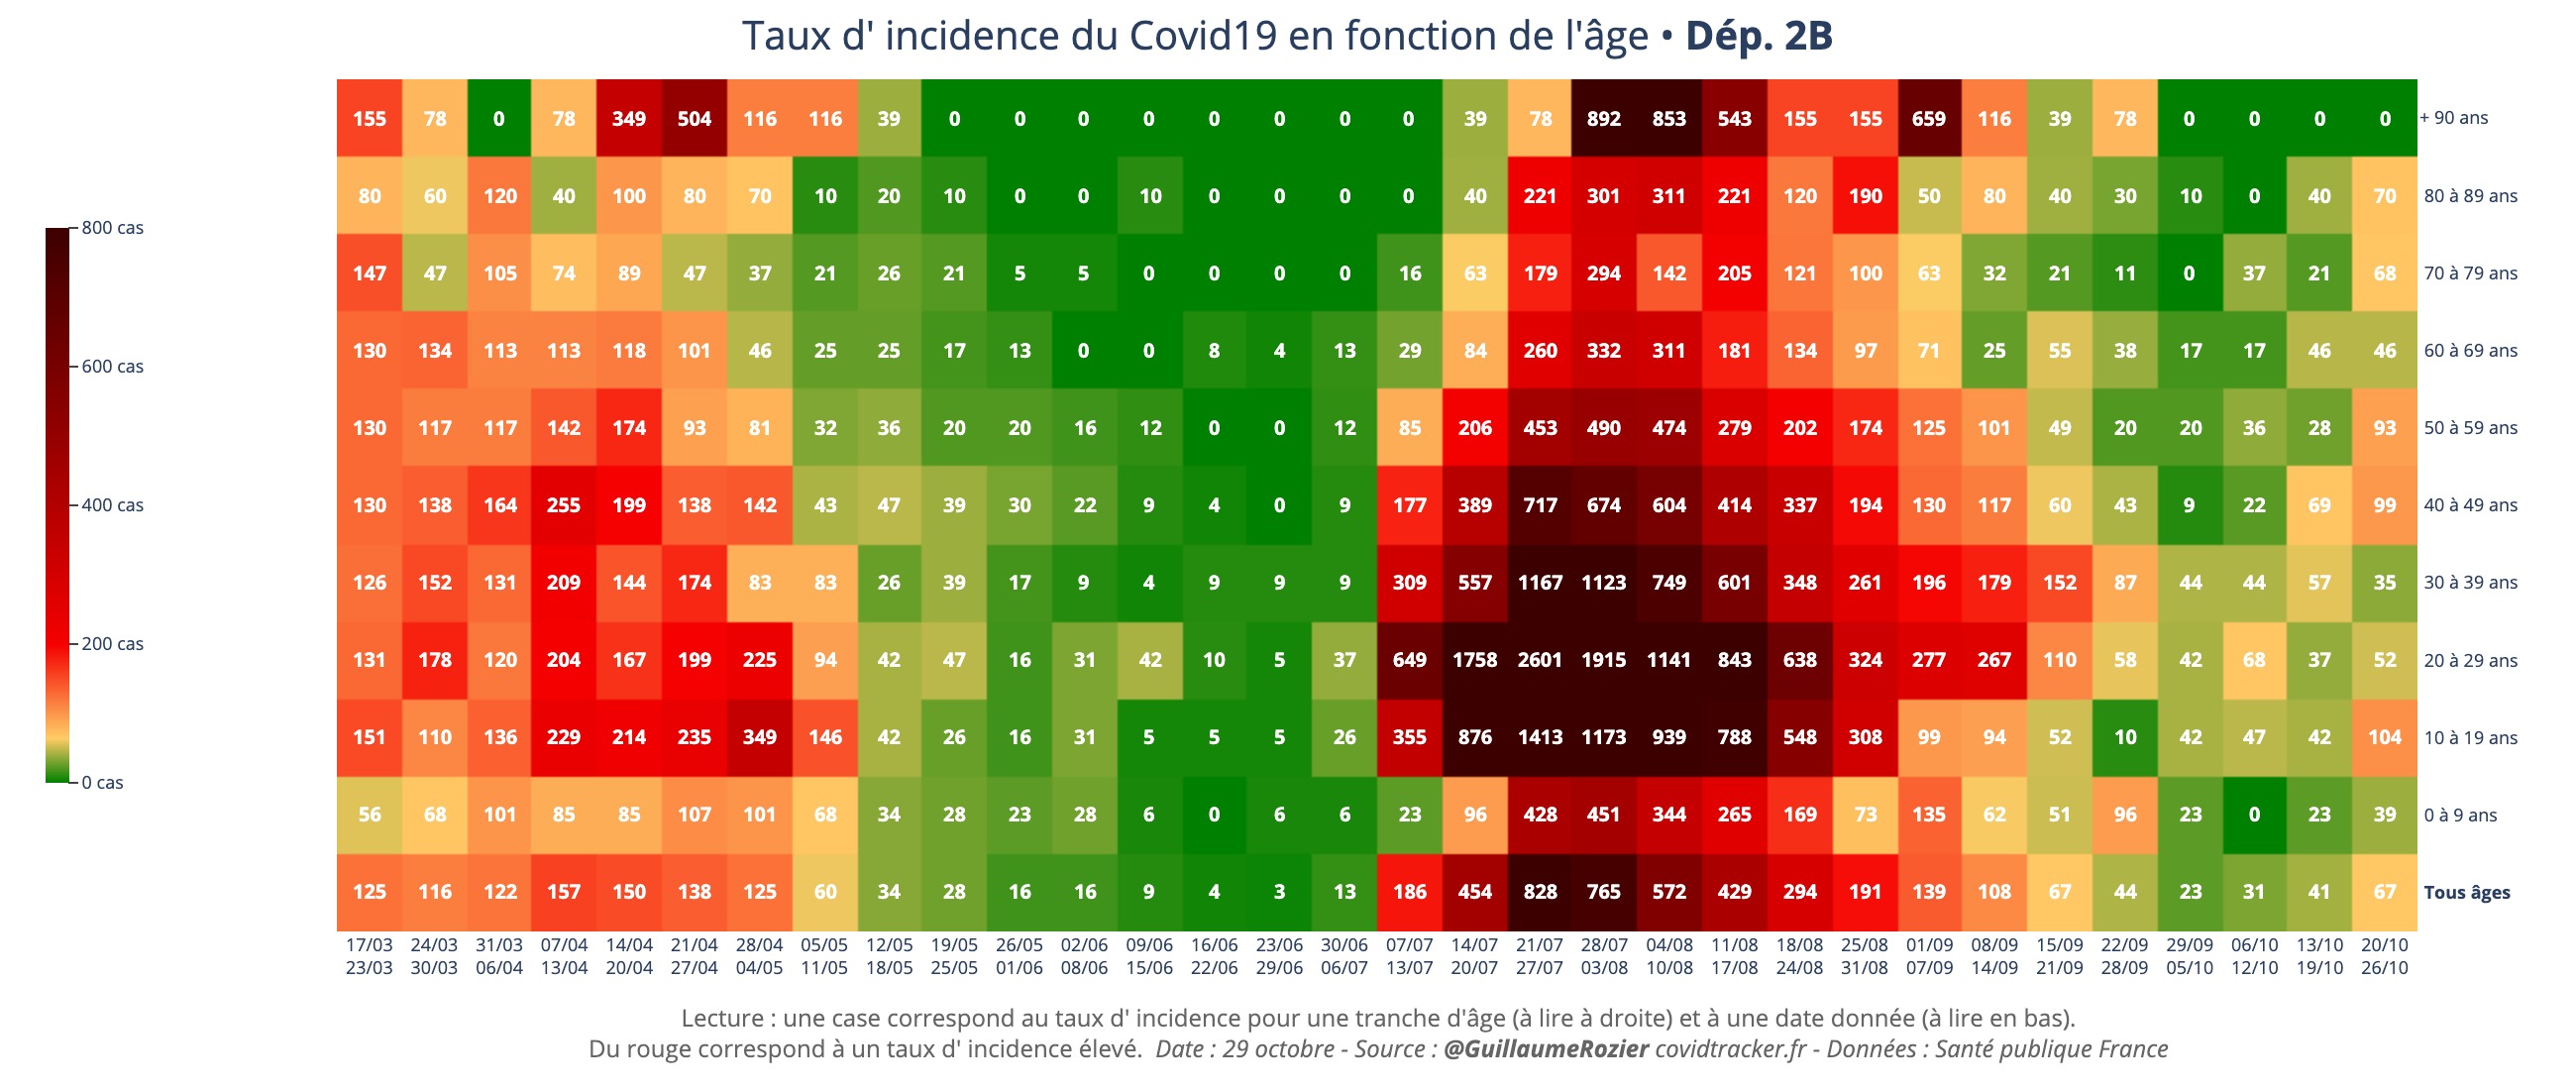 Taux d' incidence du Covid19 en fonction de l'âge • Dép. 2B
155 78 0 78 349 504 116 116 39 0 0 0 0 0 0 0 0 39 78 892 853 543 155 155 659 116 39 78 0 0 0 0 + 90 ans
80 60 120 40 100 80 70 10 20 10 0 0 10 0 0 0 0 40 221 301 311 221 120 190 50 80 40 30 10 0 40 70 80 à 89 ans
800 cas
147 47 105 74 89 47 37 21 26 21 5 5 0 0 0 0 16 63 179 294 142 205 121 100 63 32 21 11 0 37 21 68 70 à 79 ans
130 134 113 113 118 101 46 25 25 17 13 0 0 8 4 13 29 84 260 332 311 181 134 97 71 25 55 38 17 17 46 46 60 à 69 ans
600 cas
130 117 117 142 174 93 81 32 36 20 20 16 12 0 0 12 85 206 453 490 474 279 202 174 125 101 49 20 20 36 28 93 50 à 59 ans
400 cas
130 138 164 255 199 138 142 43 47 39 30 22 9 4 0 9 177 389 717 674 604 414 337 194 130 117 60 43 9 22 69 99 40 à 49 ans
126 152 131 209 144 174 83 83 26 39 17 9 4 9 9 9 309 557 1167 1123 749 601 348 261 196 179 152 87 44 44 57 35 30 à 39 ans
200 cas
131 178 120 204 167 199 225 94 42 47 16 31 42 10 5 37 649 1758 2601 1915 1141 843 638 324 277 267 110 58 42 68 37 52 20 à 29 ans
151 110 136 229 214 235 349 146 42 26 16 31 5 5 5 26 355 876 1413 1173 939 788 548 308 99 94 52 10 42 47 42 104 10 à 19 ans
0 cas
56 68 101 85 85 107 101 68 34 28 23 28 6 0 6 6 23 96 428 451 344 265 169 73 135 62 51 96 23 0 23 39 0 à 9 ans
125 116 122 157 150 138 125 60 34 28 16 16 9 4 3 13 186 454 828 765 572 429 294 191 139 108 67 44 23 31 41 67 Tous âges
17/03 24/03 31/03 07/04 14/04 21/04 28/04 05/05 12/05 19/05 26/05 02/06 09/06 16/06 23/06 30/06 07/07 14/07 21/07 28/07 04/08 11/08 18/08 25/08 01/09 08/09 15/09 22/09 29/09 06/10 13/10 20/10
23/03 30/03 06/04 13/04 20/04 27/04 04/05 11/05 18/05 25/05 01/06 08/06 15/06 22/06 29/06 06/07 13/07 20/07 27/07 03/08 10/08 17/08 24/08 31/08 07/09 14/09 21/09 28/09 05/10 12/10 19/10 26/10
Lecture : une case correspond au taux d' incidence pour une tranche d'âge (à lire à droite) et à une date donnée (à lire en bas).
Du rouge correspond à un taux d' incidence élevé. Date : 29 octobre - Source : @GuillaumeRozier covidtracker.fr - Données : Santé publique France